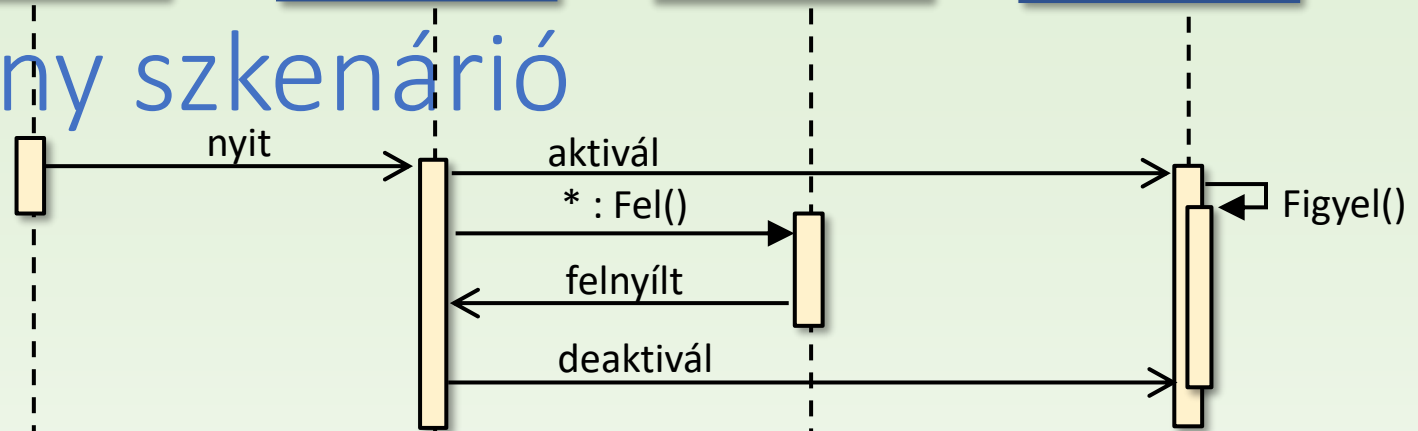 ny szkenárió
nyit
aktivál
* : Fel()
Figyel()
felnyílt
deaktivál